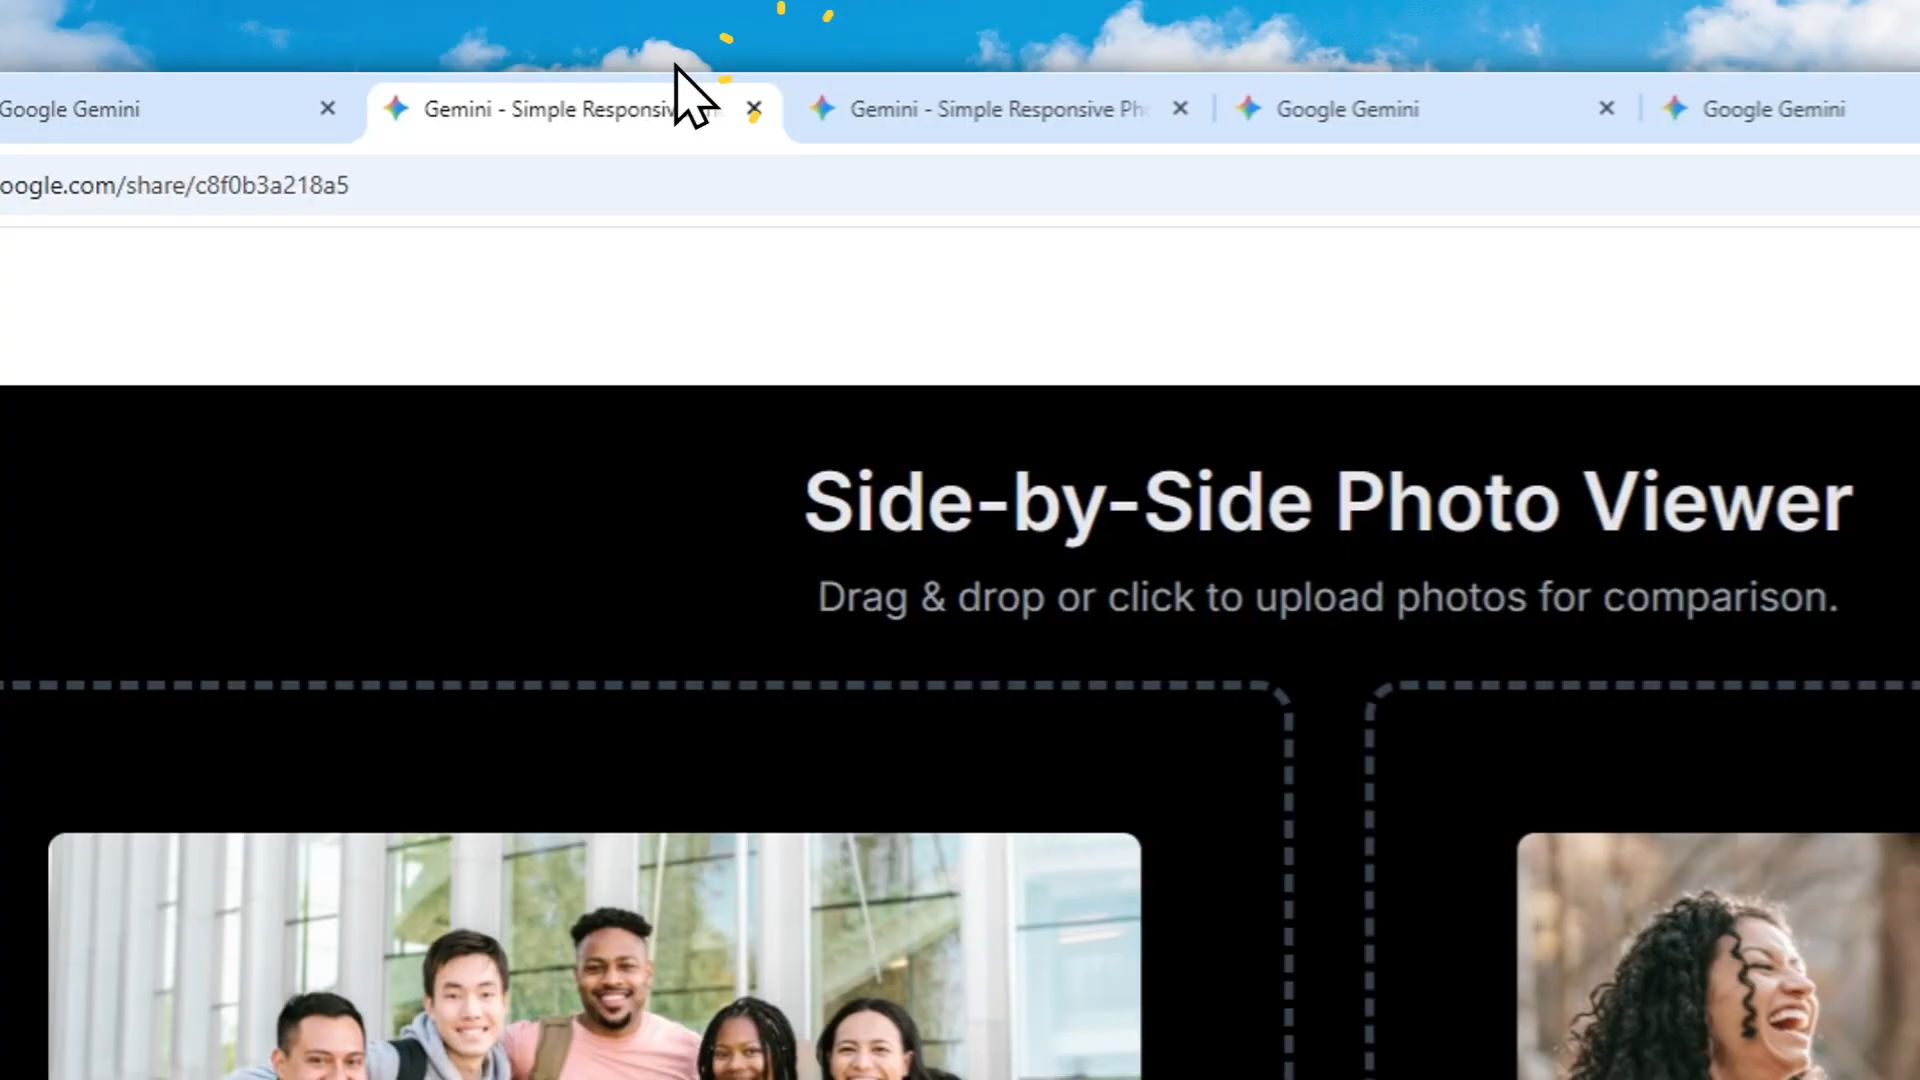 Google Gemini
Gemini - Simple Responsiv
Gemini - Simple Responsive Pho
Google Gemini
Google Gemini
oogle.com/share/c8f0b3a218a5
Side-by-Side Photo Viewer
Drag & drop or click to upload photos for comparison.